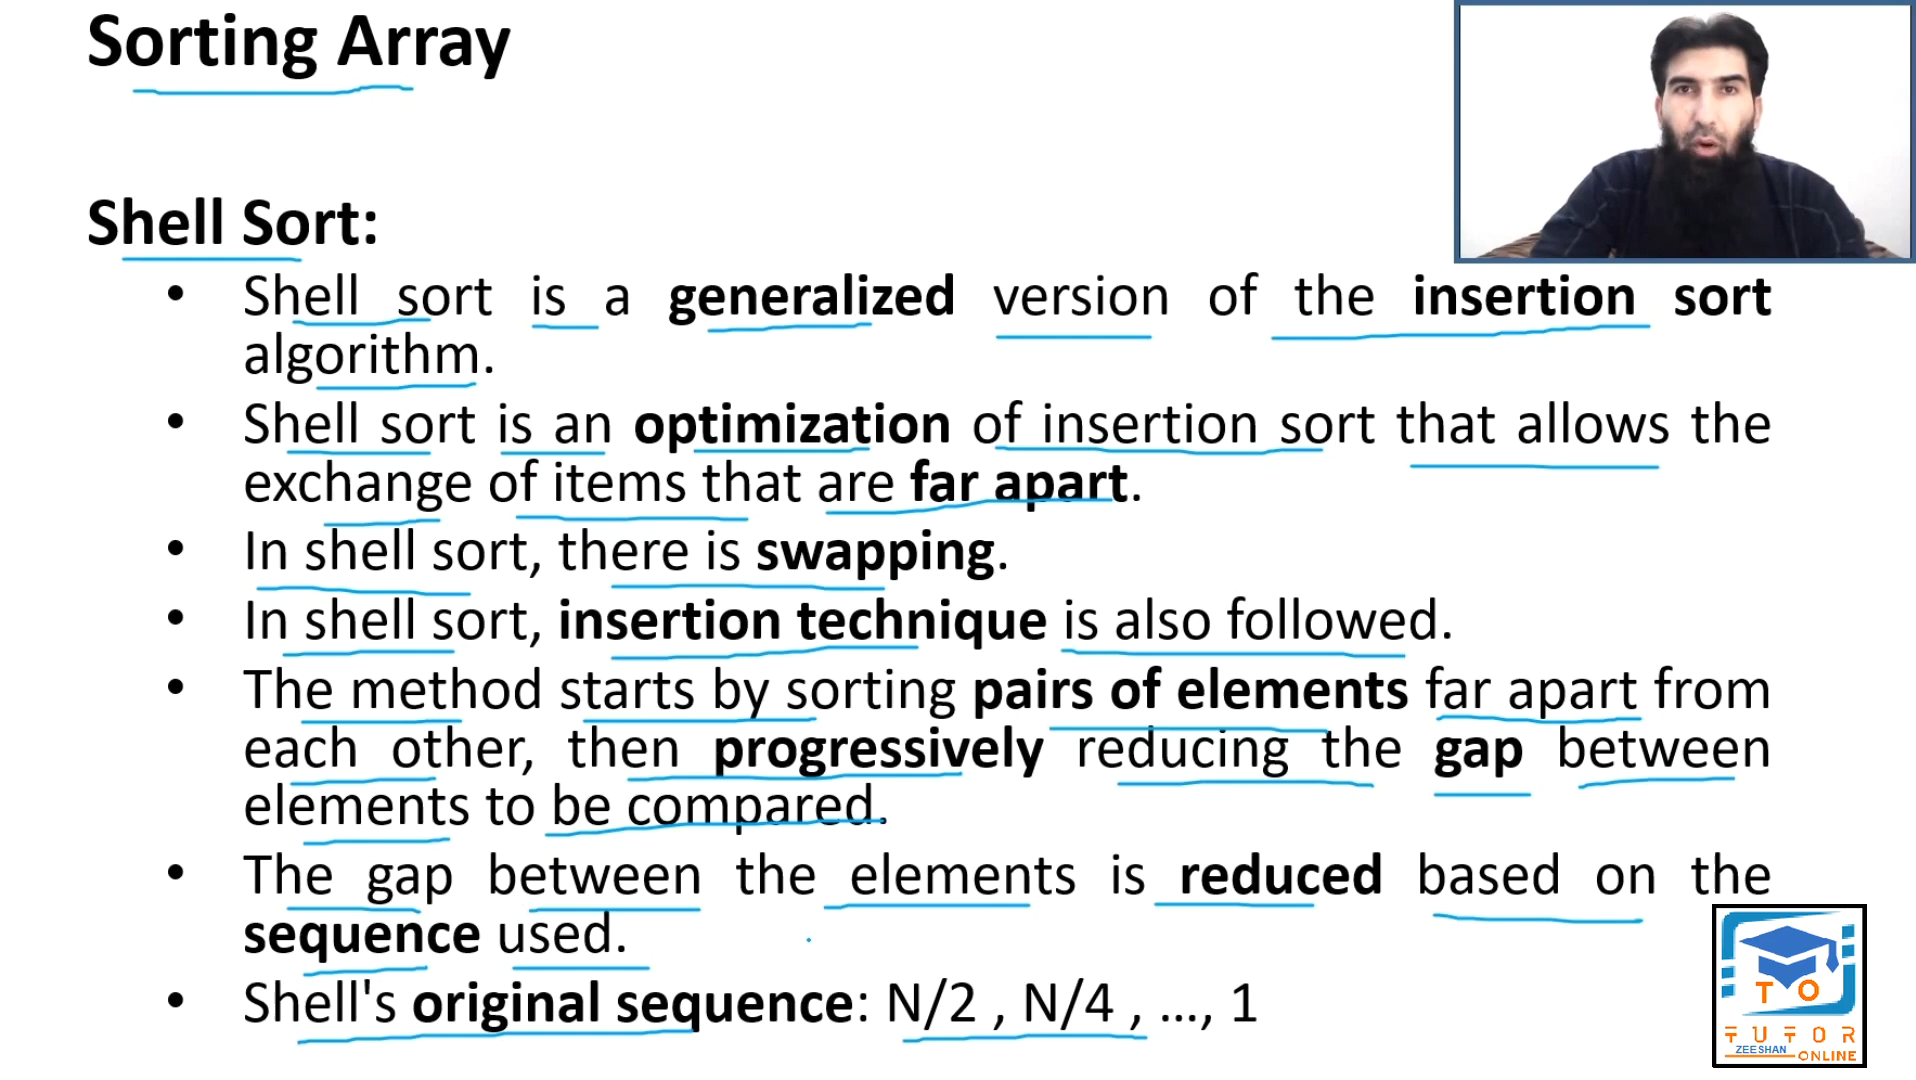 Sorting Array
Shell Sort:
• Shell sort is a generalized version of the insertion sort
algorithm.
• Shell sort is an optimization of insertion sort that allows the
exchange of items that are far apart.
• In shell sort, there is swapping.
• In shell sort, insertion technique is also followed.
• The method starts by sorting pairs of elements far apart from
each other, then progressively reducing the gap between
elements to be compared.
• The gap between the elements is reduced based on the
sequence used.
• Shell's original sequence: N/2 , N/4 , …, 1
T O
TUTOR
ZEESHAN ONLINE